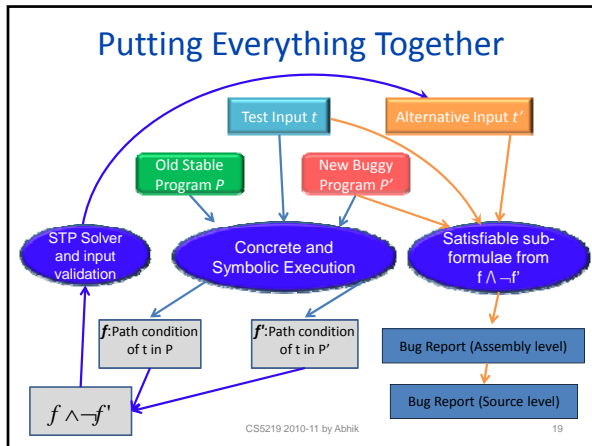 Putting Everything Together
Test Input t
Alternative Input t’
Old Stable
Program P
New Buggy
Program P’
STP Solver
and input
validation
Concrete and
Symbolic Execution
Satisfiable sub-
formulae from
f Λ ¬f’
f:Path condition
of t in P
f':Path condition
of t in P’
Bug Report (Assembly level)
Bug Report (Source level)
f ∧ ¬f'
CS5219 2010-11 by Abhik
19